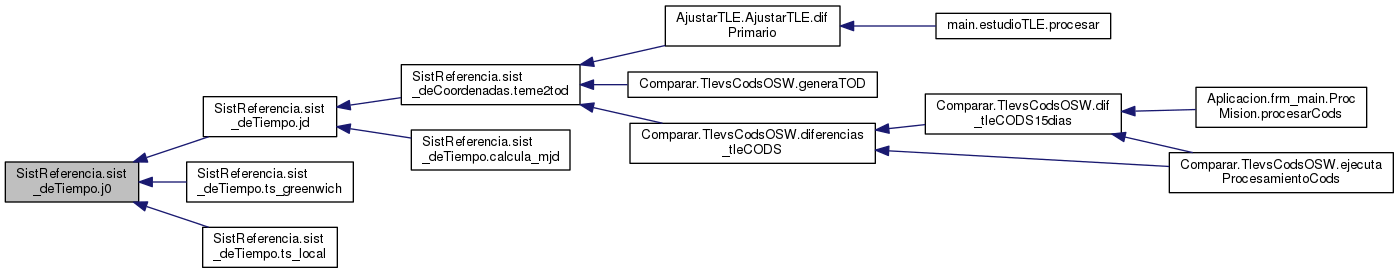 SistReferencia.sist
_deTiempo.j0
SistReferencia.sist
_deTiempo.jd
SistReferencia.sist
_deTiempo.ts_greenwich
SistReferencia.sist
_deTiempo.ts_local
SistReferencia.sist
_deCoordenadas.teme2tod
SistReferencia.sist
_deTiempo.calcula_mjd
AjustarTLE.AjustarTLE.dif
Primario
Comparar.TlevsCodsOSW.generaTOD
Comparar.TlevsCodsOSW.diferencias
_tleCODS
main.estudioTLE.procesar
Comparar.TlevsCodsOSW.dif
_tleCODS15dias
Aplicacion.frm_main.Proc
Mision.procesarCods
Comparar.TlevsCodsOSW.ejecuta
ProcesamientoCods